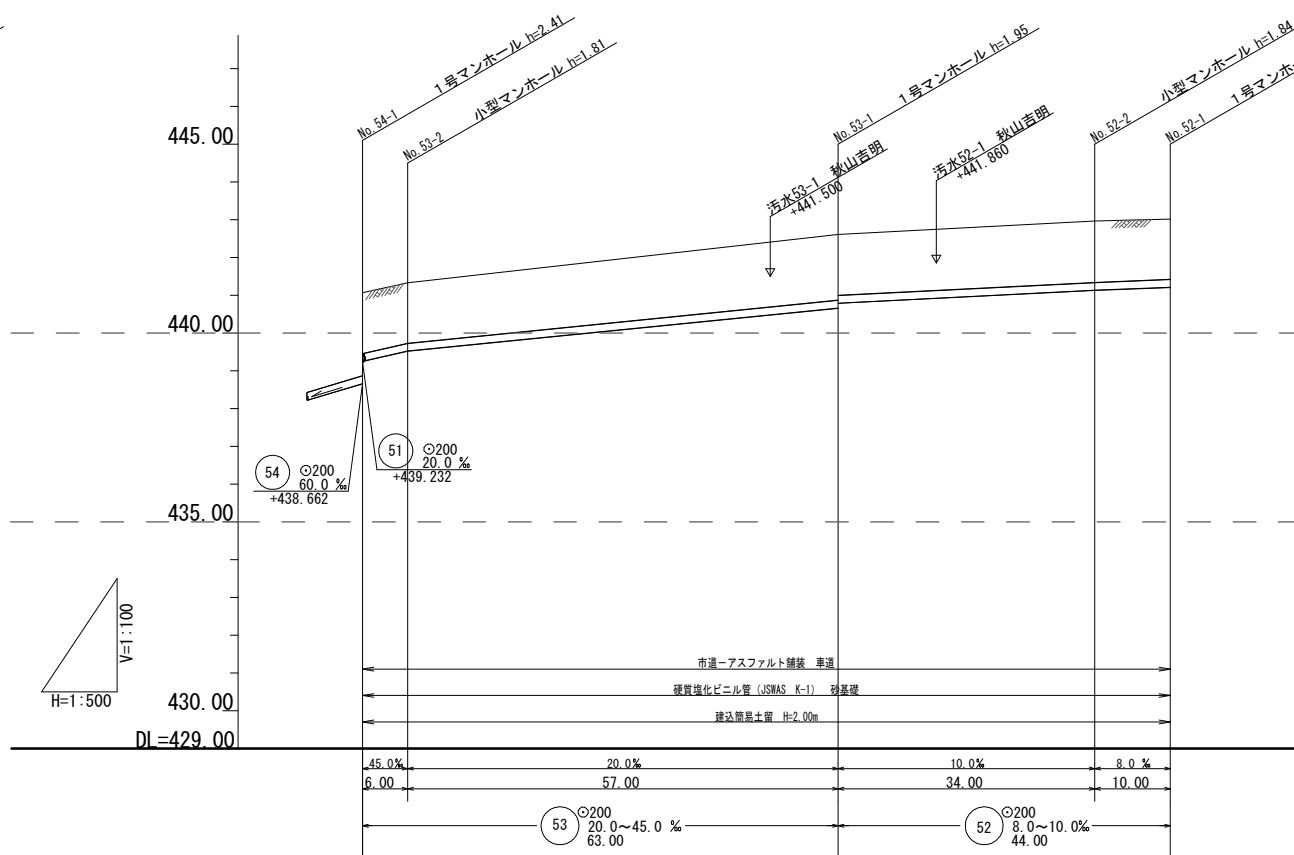 No.54-1 1号マンホール h=2.41
No.53-2 小型マンホール h=1.81
No.53-1 1号マンホール h=1.95
No.52-2 小型マンホール h=1.84
No.52-1 1号マンホ
汚水53-1 秋山吉明
+441.500
汚水52-1 秋山吉明
+441.860
445.00
440.00
435.00
430.00
DL=429.00
51 ⊙200
20.0 ‰
+439.232
54 ⊙200
60.0 ‰
+438.662
V=1:100
H=1:500
市道－アスファルト舗装 車道
硬質塩化ビニル管（JSWAS K-1） 砂基礎
建込簡易土留 H=2.00m
45.0‰ 20.0‰ 10.0‰ 8.0 ‰
6.00 57.00 34.00 10.00
53 ⊙200
20.0～45.0 ‰
63.00
52 ⊙200
8.0～10.0‰
44.00